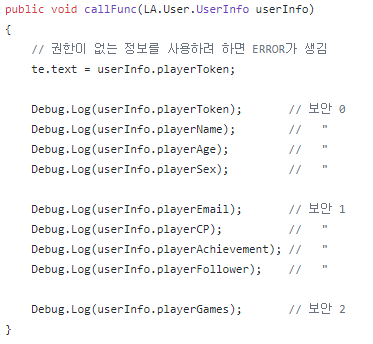 public void callFunc(LA.User.UserInfo userInfo)
{
// 권한이 없는 정보를 사용하려 하면 ERROR가 생김
te.text = userInfo.playerToken;
Debug.Log(userInfo.playerToken); // 보안 0
Debug.Log(userInfo.playerName); // "
Debug.Log(userInfo.playerAge); // "
Debug.Log(userInfo.playerSex); // "
Debug.Log(userInfo.playerEmail); // 보안 1
Debug.Log(userInfo.playerCP); // "
Debug.Log(userInfo.playerAchievement); // "
Debug.Log(userInfo.playerFollower); // "
Debug.Log(userInfo.playerGames); // 보안 2
}